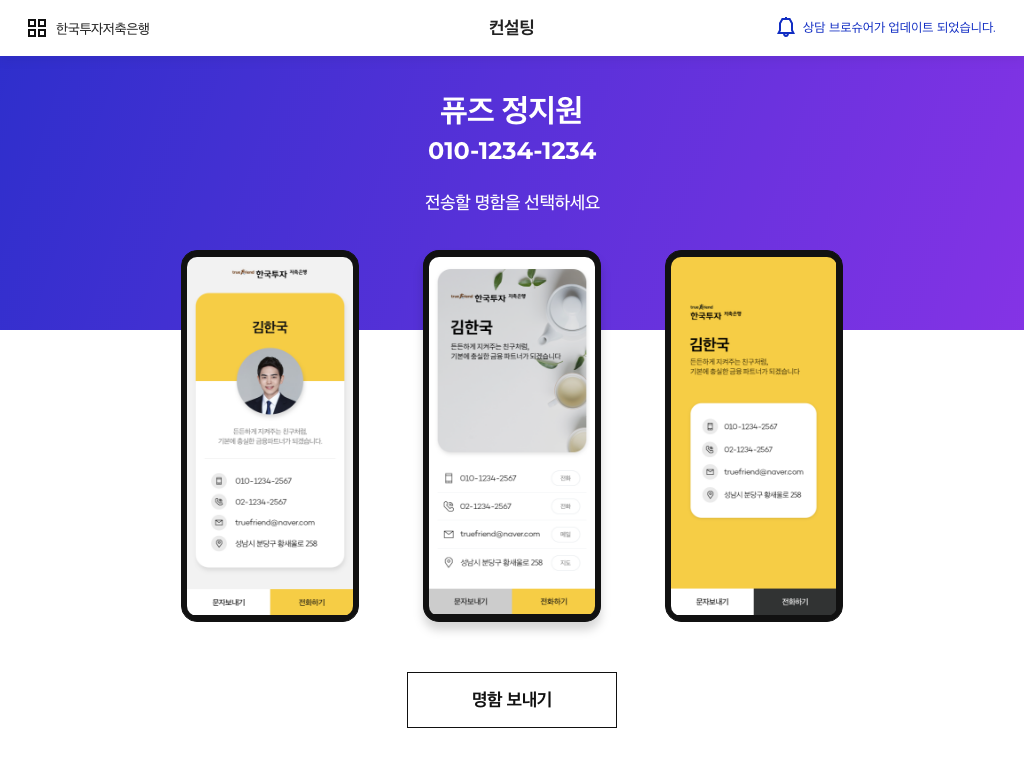 한국투자저축은행
컨설팅
상담 브로슈어가 업데이트 되었습니다.
퓨즈 정지원
010-1234-1234
전송할 명함을 선택하세요
truefriend 한국투자 저축은행
김한국
든든하게 지켜주는 친구처럼,
기본에 충실한 금융파트너가 되겠습니다.
010-1234-2567
02-1234-2567
truefriend@naver.com
성남시 분당구 황새울로 258
문자보내기
전화하기
truefriend 한국투자 저축은행
김한국
든든하게 지켜주는 친구처럼,
기본에 충실한 금융 파트너가 되겠습니다
010-1234-2567 전화
02-1234-2567 전화
truefriend@naver.com 메일
성남시 분당구 황새울로 258 지도
문자보내기
전화하기
truefriend
한국투자 저축은행
김한국
든든하게 지켜주는 친구처럼,
기본에 충실한 금융 파트너가 되겠습니다
010-1234-2567
02-1234-2567
truefriend@naver.com
성남시 분당구 황새울로 258
문자보내기
전화하기
명함 보내기